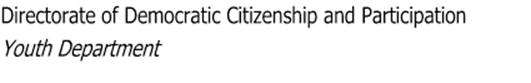 Directorate of Democratic Citizenship and Participation
Youth Department